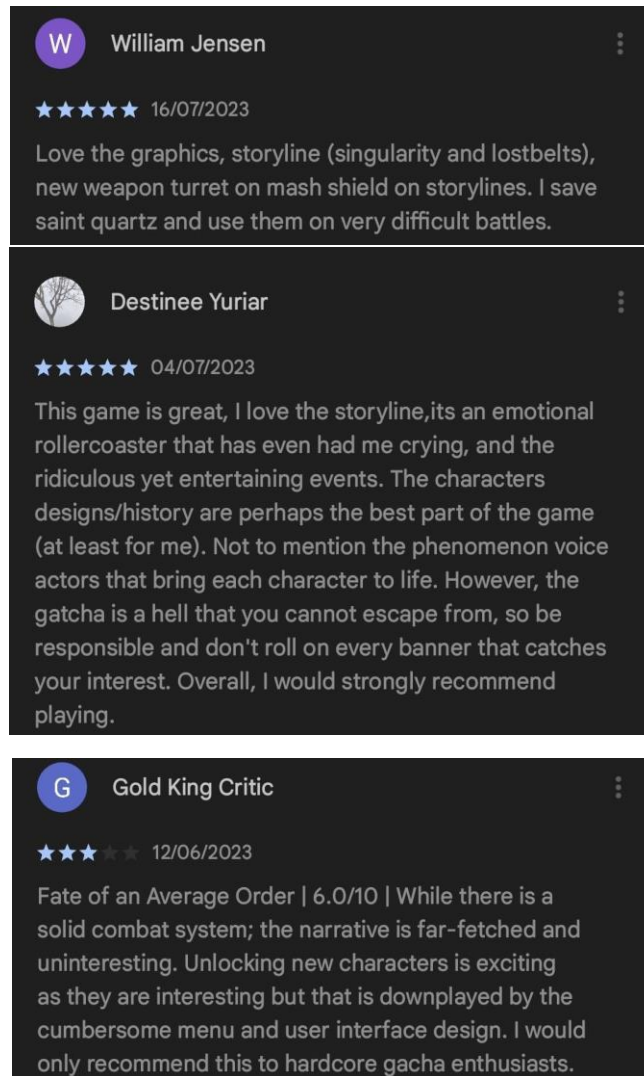 W William Jensen
16/07/2023
Love the graphics, storyline (singularity and lostbelts),
new weapon turret on mash shield on storylines. I save
saint quartz and use them on very difficult battles.
Destinee Yuriar
04/07/2023
This game is great, I love the storyline,its an emotional
rollercoaster that has even had me crying, and the
ridiculous yet entertaining events. The characters
designs/history are perhaps the best part of the game
(at least for me). Not to mention the phenomenon voice
actors that bring each character to life. However, the
gatcha is a hell that you cannot escape from, so be
responsible and don't roll on every banner that catches
your interest. Overall, I would strongly recommend
playing.
G Gold King Critic
12/06/2023
Fate of an Average Order | 6.0/10 | While there is a
solid combat system; the narrative is far-fetched and
uninteresting. Unlocking new characters is exciting
as they are interesting but that is downplayed by the
cumbersome menu and user interface design. I would
only recommend this to hardcore gacha enthusiasts.